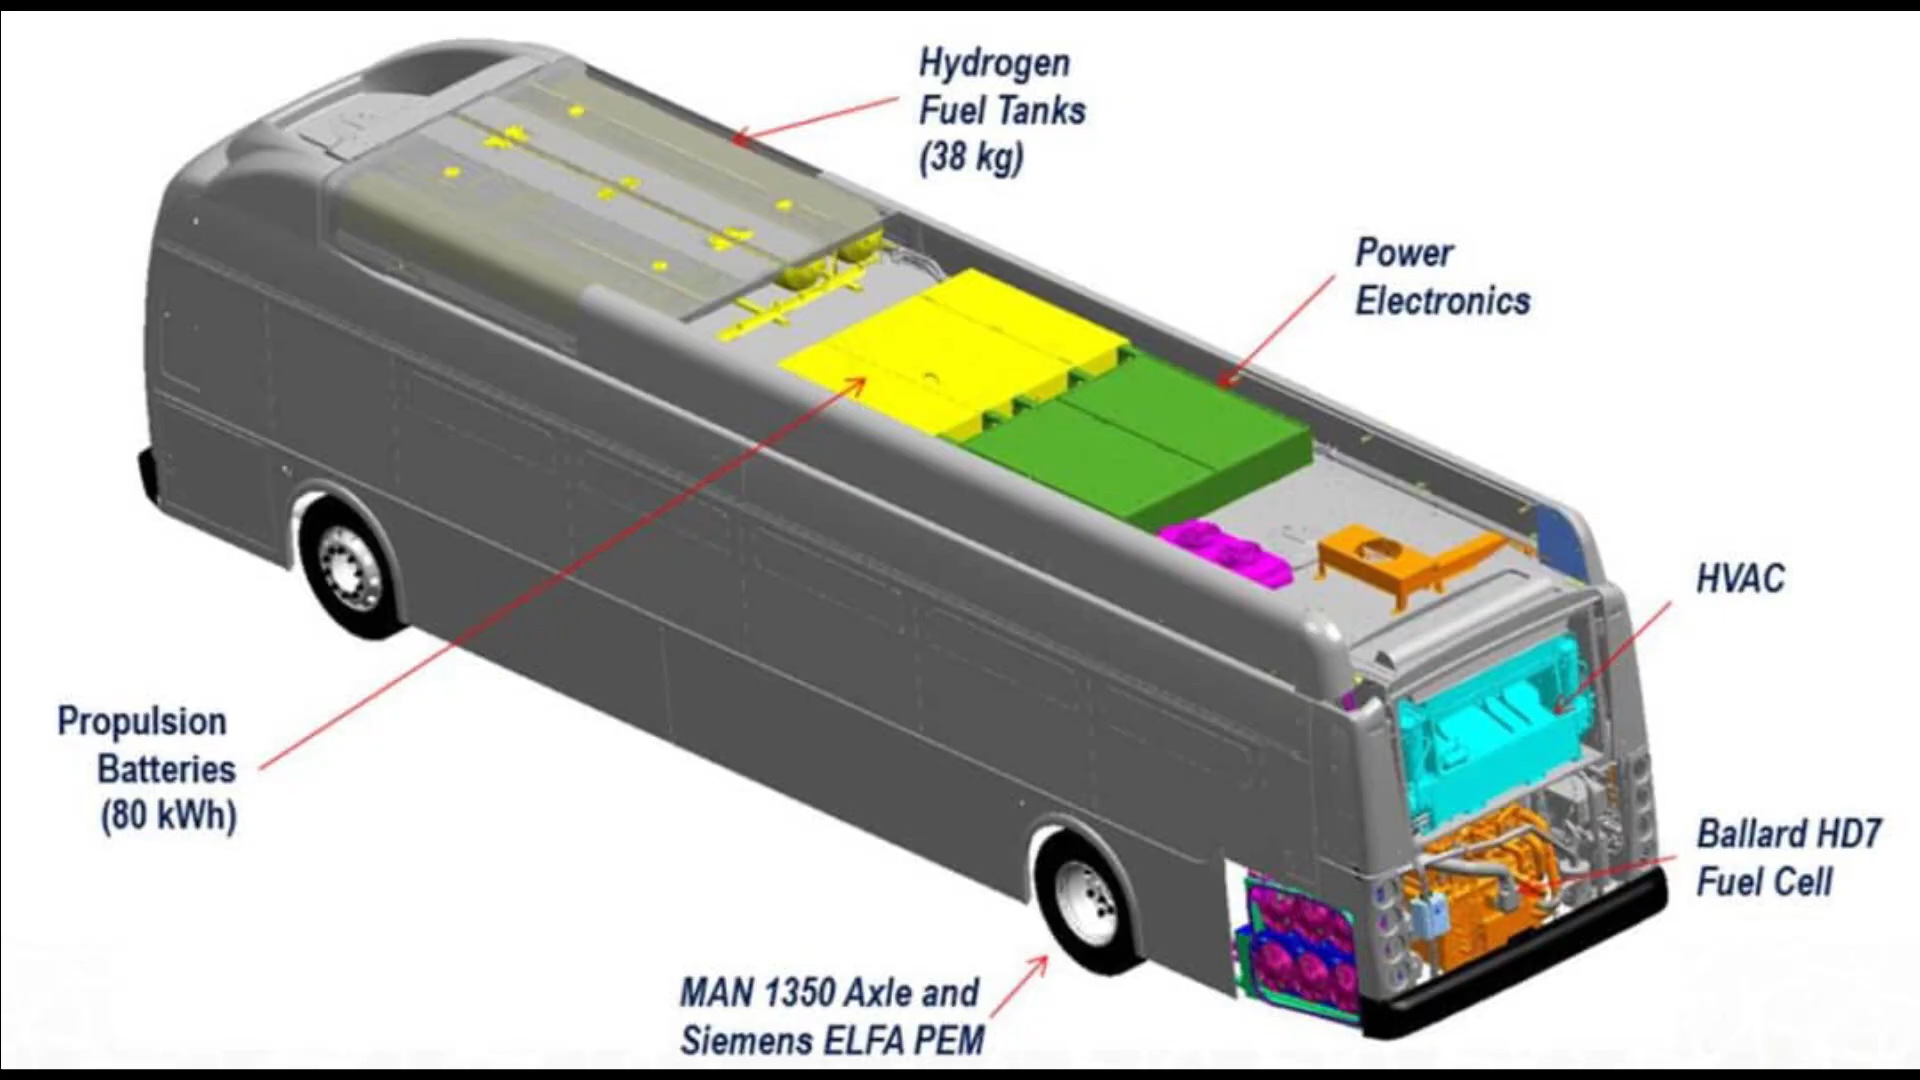 Hydrogen
Fuel Tanks
(38 kg)
Power
Electronics
HVAC
Propulsion
Batteries
(80 kWh)
Ballard HD7
Fuel Cell
MAN 1350 Axle and
Siemens ELFA PEM